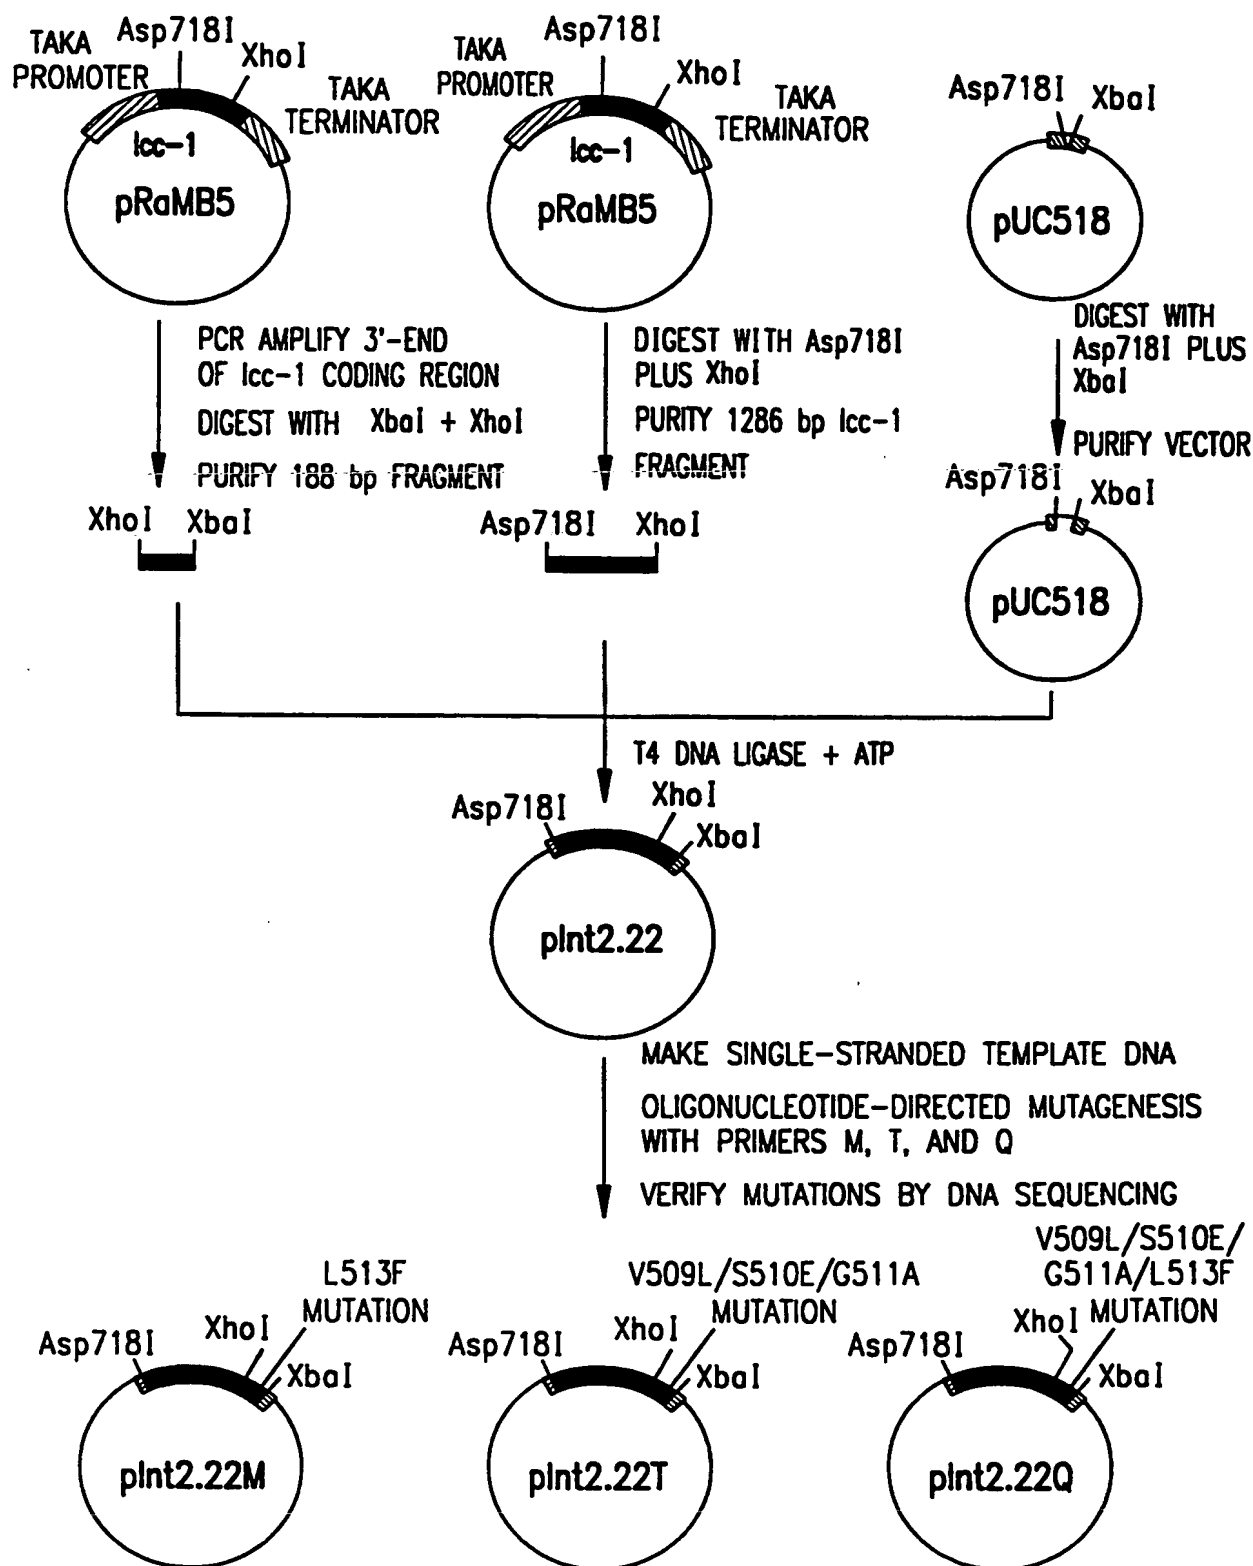 TAKA
PROMOTER
Asp718I
XhoI
TAKA
TERMINATOR
lcc-1
pRaMB5
TAKA
PROMOTER
Asp718I
XhoI
TAKA
TERMINATOR
lcc-1
pRaMB5
Asp718I
XbaI
pUC518
PCR AMPLIFY 3'-END
OF lcc-1 CODING REGION
DIGEST WITH XbaI + XhoI
PURIFY 188 bp FRAGMENT
XhoI XbaI
DIGEST WITH Asp718I
PLUS XhoI
PURITY 1286 bp lcc-1
FRAGMENT
Asp718I XhoI
DIGEST WITH
Asp718I PLUS
XbaI
PURIFY VECTOR
Asp718I
XbaI
pUC518
T4 DNA LIGASE + ATP
Asp718I
XhoI
XbaI
pInt2.22
MAKE SINGLE-STRANDED TEMPLATE DNA
OLIGONUCLEOTIDE-DIRECTED MUTAGENESIS
WITH PRIMERS M, T, AND Q
VERIFY MUTATIONS BY DNA SEQUENCING
L513F
MUTATION
Asp718I
XhoI
XbaI
pInt2.22M
V509L/S510E/G511A
MUTATION
Asp718I
XhoI
XbaI
pInt2.22T
V509L/S510E/
G511A/L513F
MUTATION
Asp718I
XhoI
XbaI
pInt2.22Q